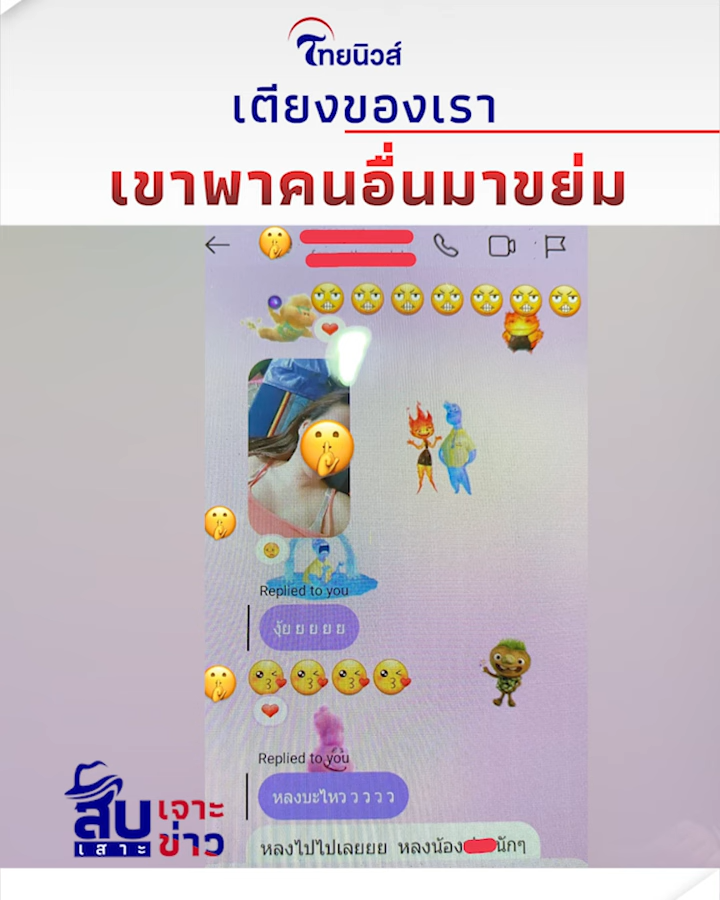 ไทยนิวส์
เตียงของเรา
เขาพาคนอื่นมาขย่ม
Replied to you
งุ้ย ย ย ย ย
Replied to you
หลงบะไหว ว ว ว ว
หลงไปไปเลยยย หลงน้อง
นักๆ
สืบ
เสาะ
เจาะ
ข่าว